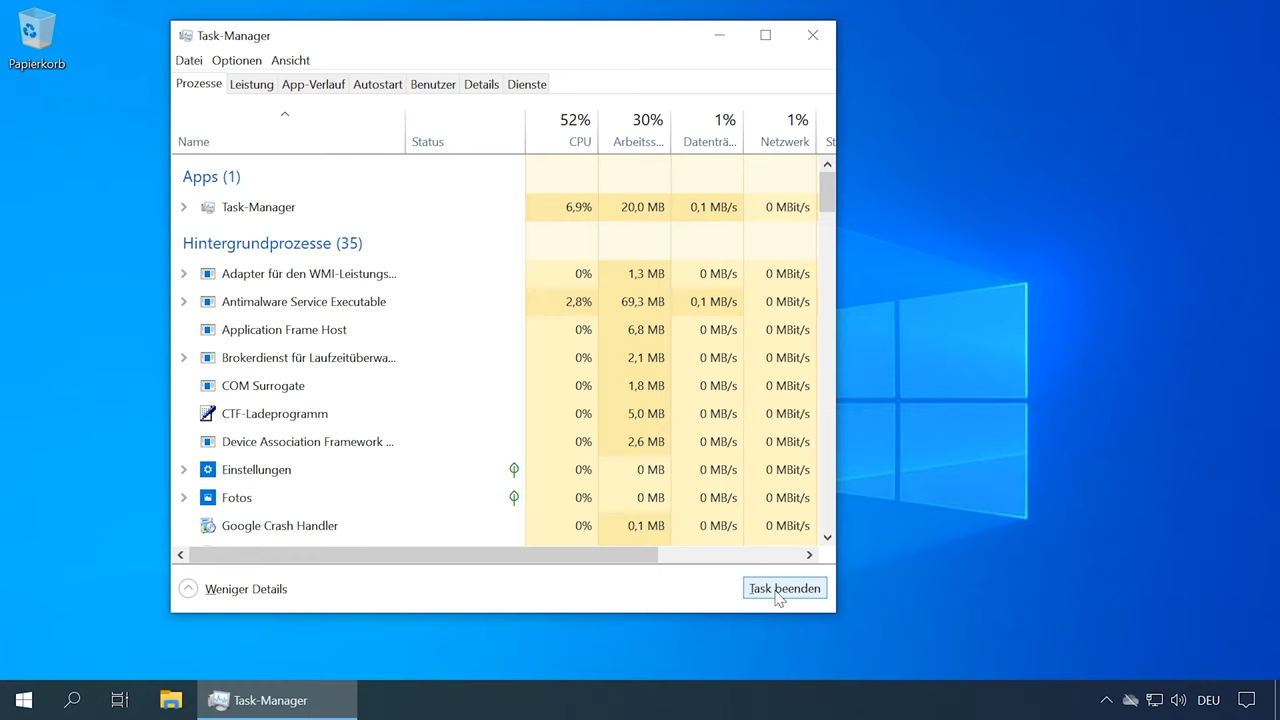 Papierkorb
Task-Manager
Datei Optionen Ansicht
Prozesse Leistung App-Verlauf Autostart Benutzer Details Dienste
52% 30% 1% 1%
Name Status CPU Arbeitss... Datenträ... Netzwerk St
Apps (1)
Task-Manager 6,9% 20,0 MB 0,1 MB/s 0 MBit/s
Hintergrundprozesse (35)
Adapter für den WMI-Leistungs... 0% 1,3 MB 0 MB/s 0 MBit/s
Antimalware Service Executable 2,8% 69,3 MB 0,1 MB/s 0 MBit/s
Application Frame Host 0% 6,8 MB 0 MB/s 0 MBit/s
Brokerdienst für Laufzeitüberwa... 0% 2,1 MB 0 MB/s 0 MBit/s
COM Surrogate 0% 1,8 MB 0 MB/s 0 MBit/s
CTF-Ladeprogramm 0% 5,0 MB 0 MB/s 0 MBit/s
Device Association Framework ... 0% 2,6 MB 0 MB/s 0 MBit/s
Einstellungen 0% 0 MB 0 MB/s 0 MBit/s
Fotos 0% 0 MB 0 MB/s 0 MBit/s
Google Crash Handler 0% 0,1 MB 0 MB/s 0 MBit/s
Weniger Details Task beenden
Task-Manager DEU